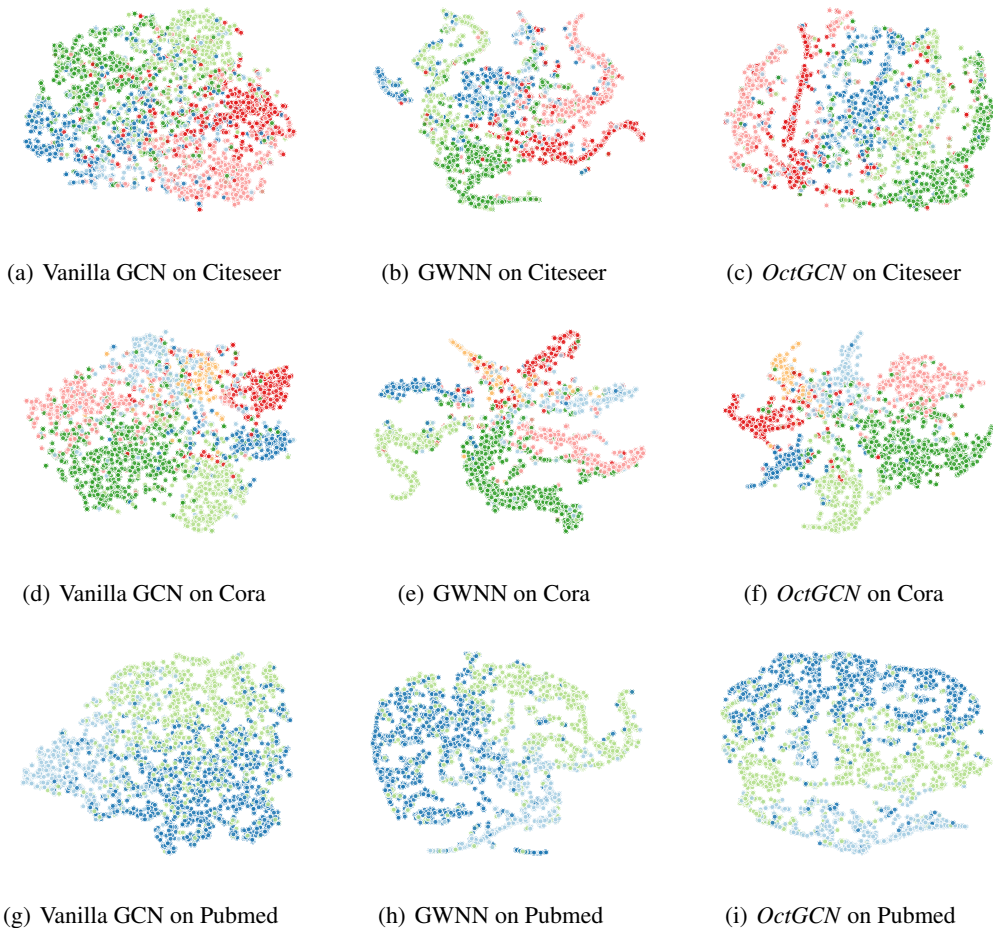 (a) Vanilla GCN on Citeseer
(b) GWNN on Citeseer
(c) OctGCN on Citeseer
(d) Vanilla GCN on Cora
(e) GWNN on Cora
(f) OctGCN on Cora
(g) Vanilla GCN on Pubmed
(h) GWNN on Pubmed
(i) OctGCN on Pubmed